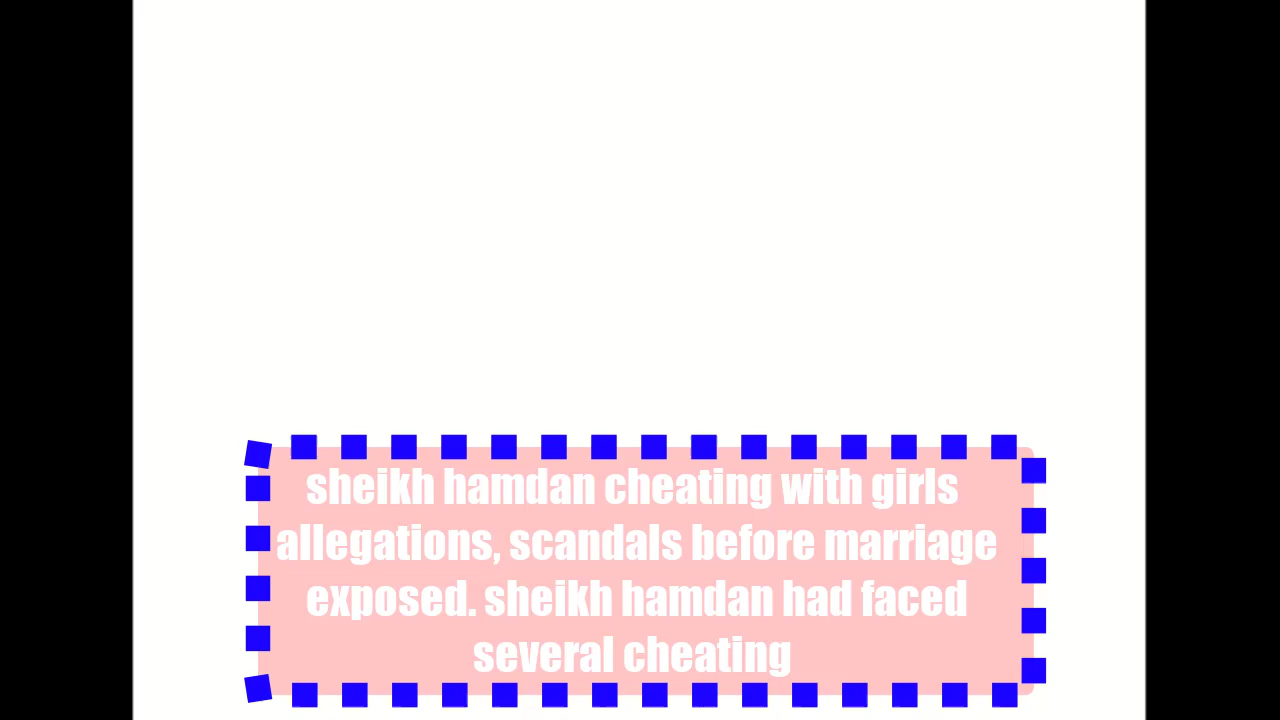 sheikh hamdan cheating with girls
allegations, scandals before marriage
exposed. sheikh hamdan had faced
several cheating